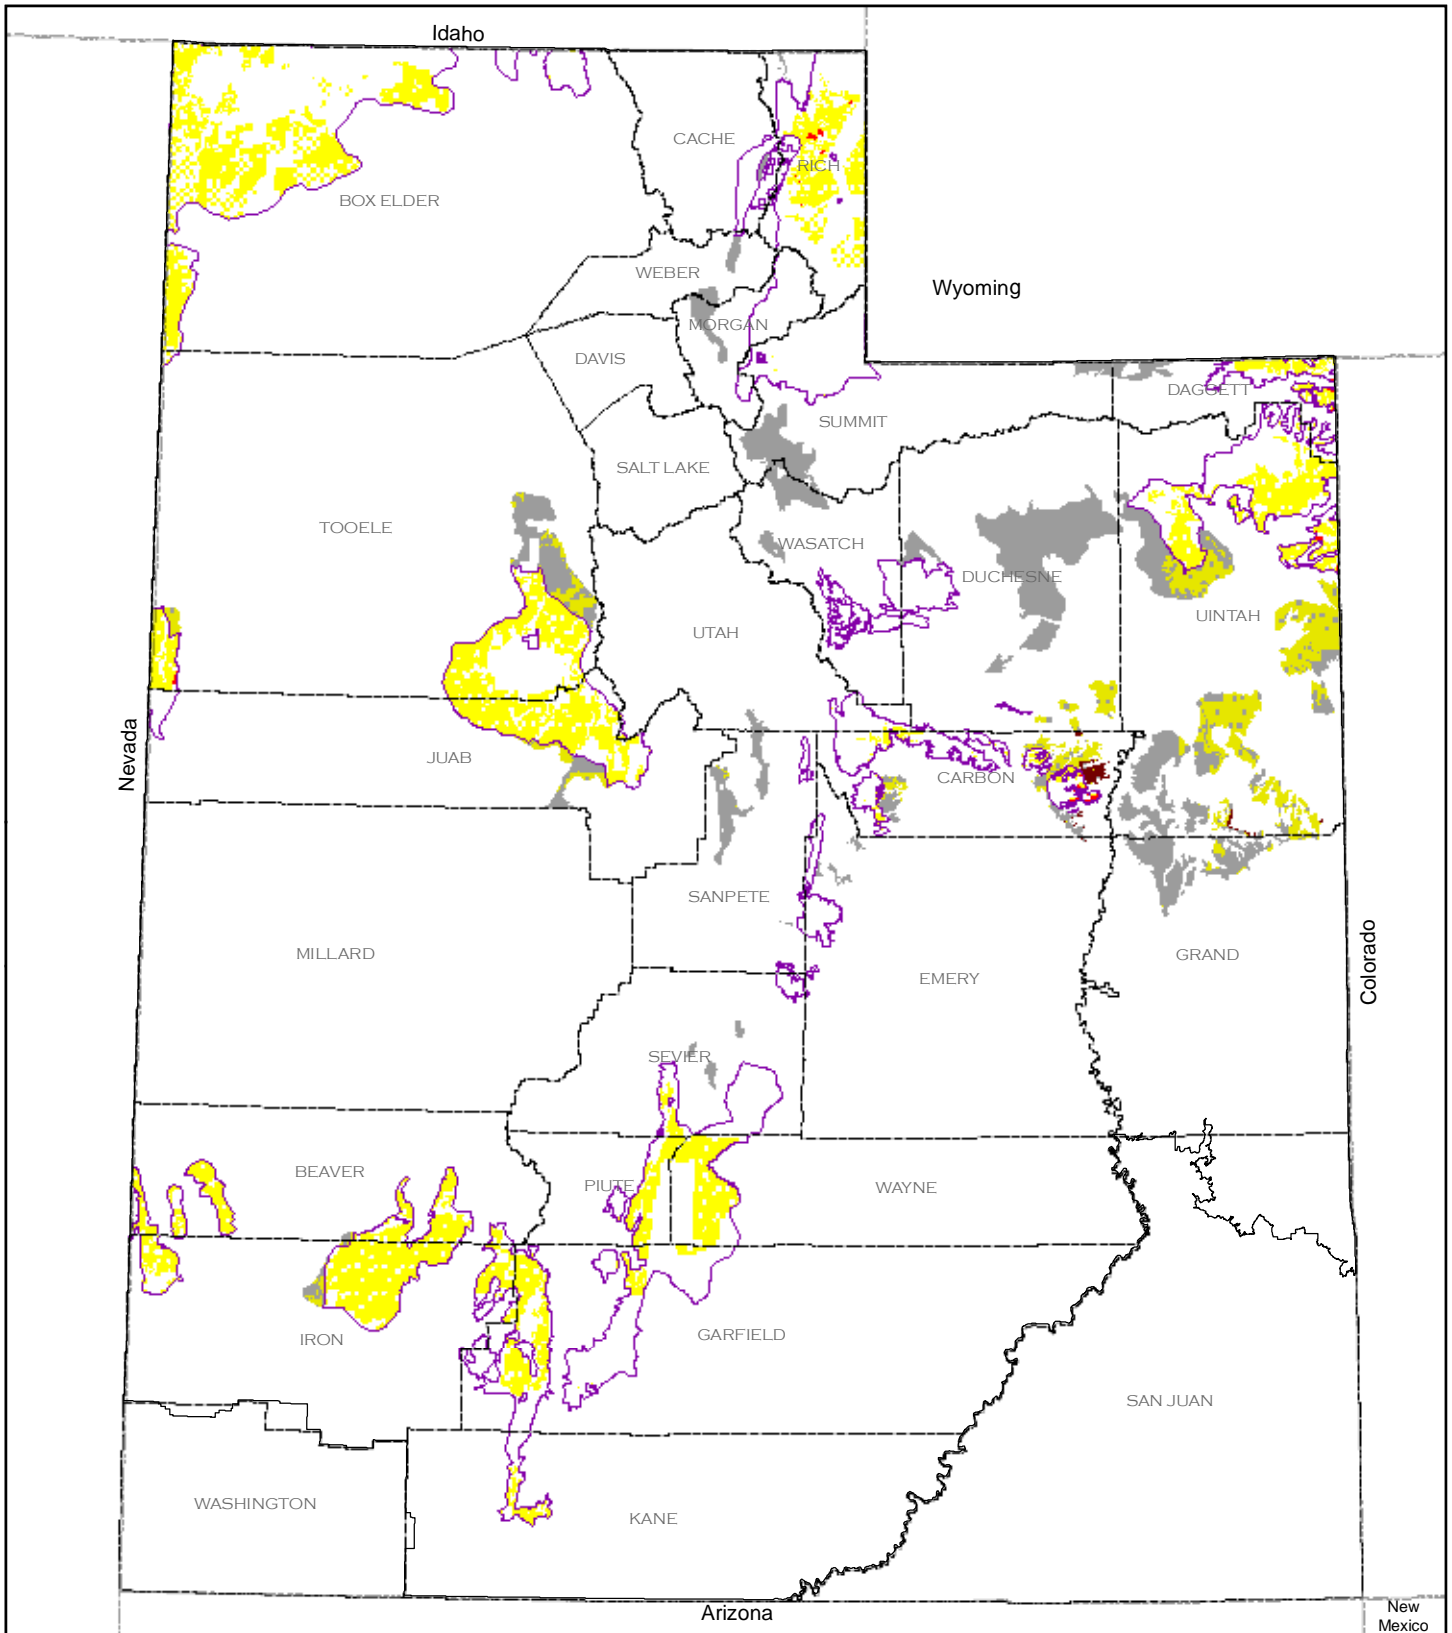 Idaho
CACHE
RICH
BOX ELDER
WEBER
Wyoming
MORGAN
DAVIS
DAGGETT
SUMMIT
SALT LAKE
TOOELE
WASATCH
DUCHESNE
UINTAH
UTAH
Nevada
JUAB
CARBON
SANPETE
MILLARD
GRAND
Colorado
EMERY
SEVIER
BEAVER
PIUTE
WAYNE
IRON
GARFIELD
SAN JUAN
WASHINGTON
KANE
Arizona
New
Mexico